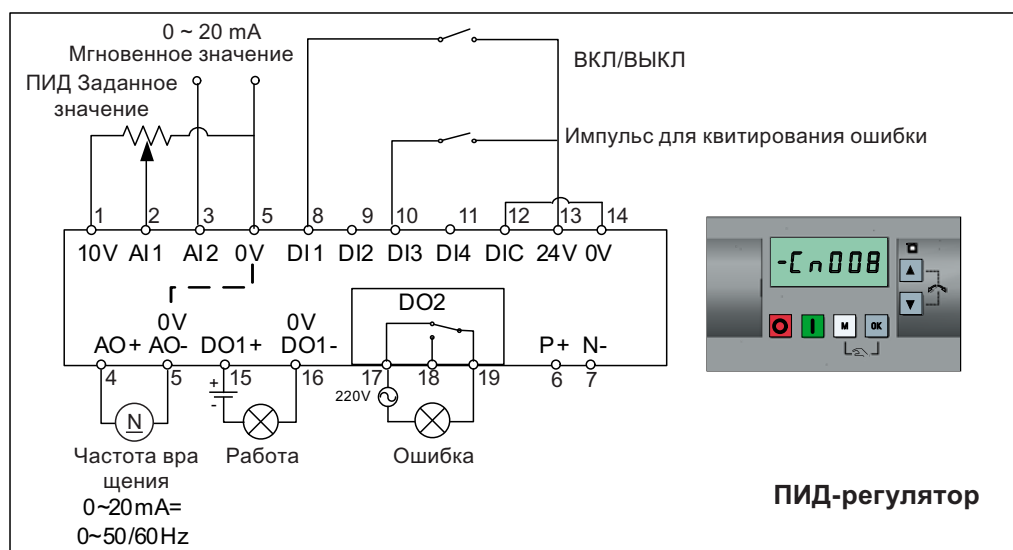 0 ~ 20 mA
Мгновенное значение
ПИД Заданное
значение
ВКЛ/ВЫКЛ
Импульс для квитирования ошибки
1 2 3 5 8 9 10 11 12 13 14
10V AI1 AI2 0V DI1 DI2 DI3 DI4 DIC 24V 0V
-Cn008
M OK
DO2
0V 0V
AO+ AO- DO1+ DO1- P+ N-
4 5 15 16 17 18 19 6 7
+
-
220V
N
Частота вра
щения
0~20mA=
0~50/60Hz
Работа
Ошибка
ПИД-регулятор